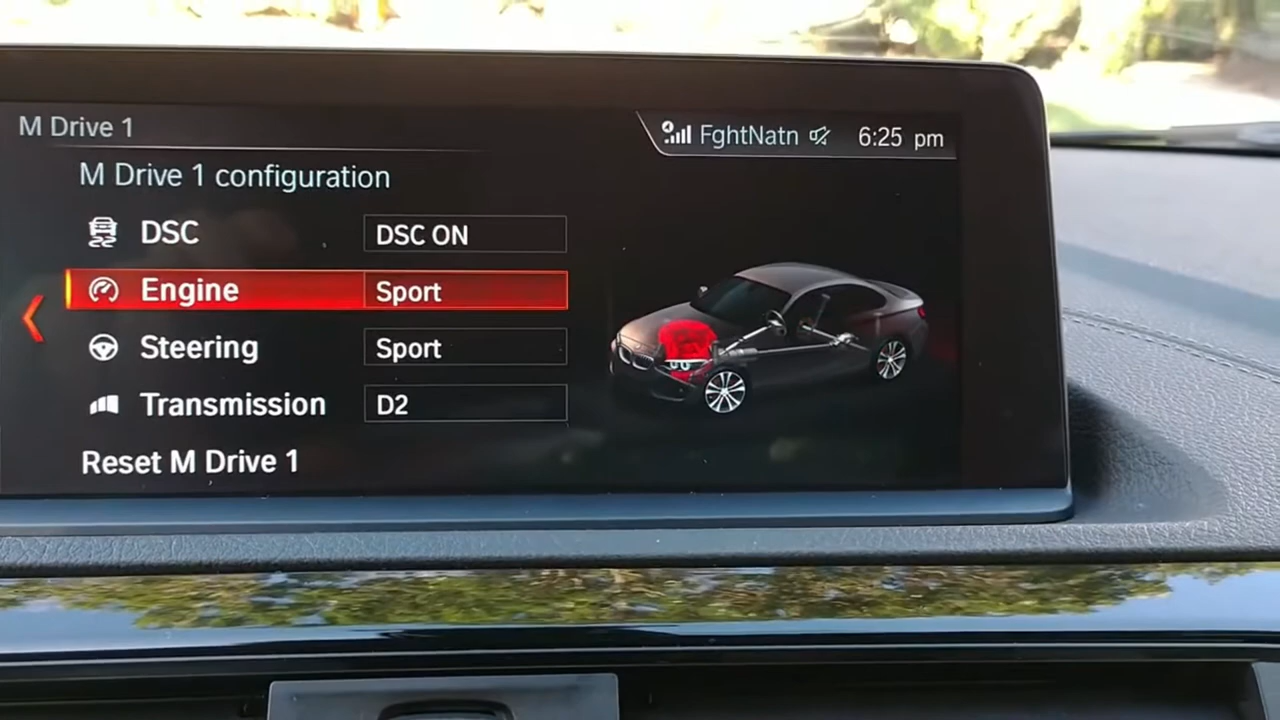 M Drive 1
FghtNatn 6:25 pm
M Drive 1 configuration
DSC DSC ON
Engine Sport
Steering Sport
Transmission D2
Reset M Drive 1